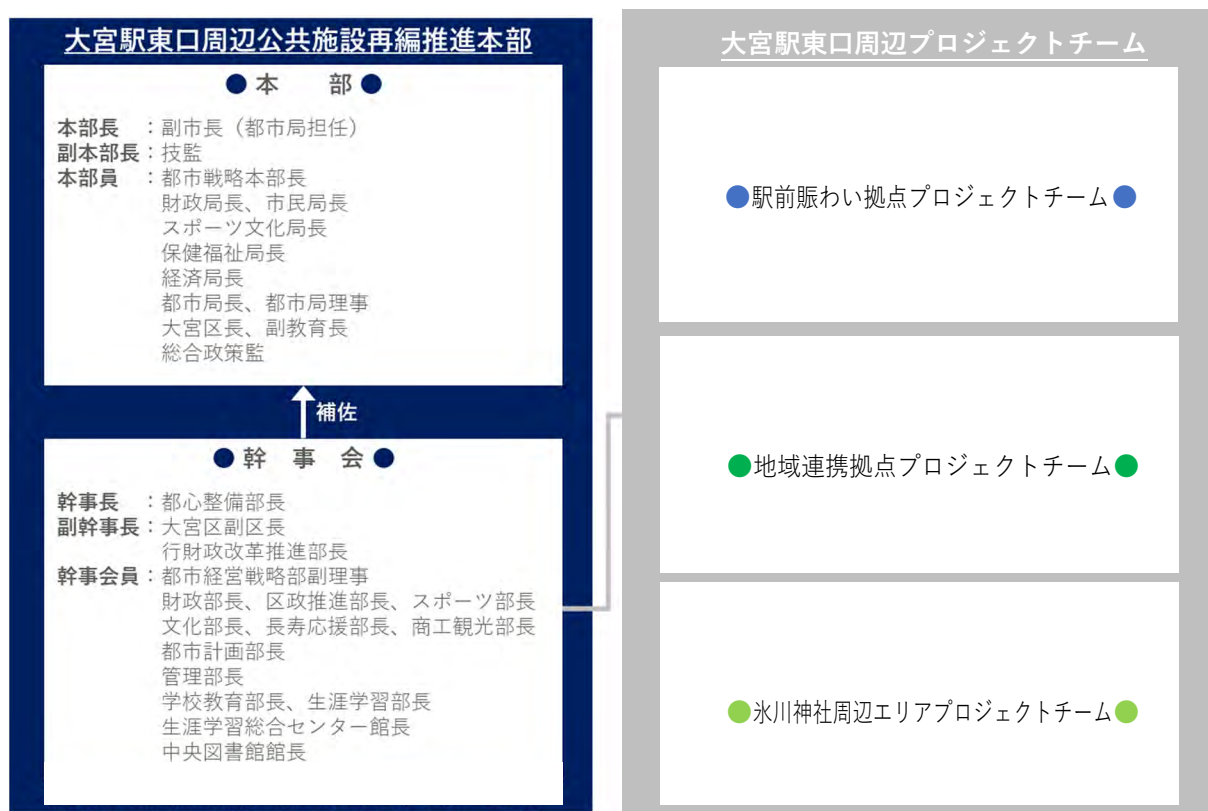 大宮駅東口周辺公共施設再編推進本部
●本　　部●
本部長　：副市長（都市局担任）
副本部長：技監
本部員　：都市戦略本部長
財政局長、市民局長
スポーツ文化局長
保健福祉局長
経済局長
都市局長、都市局理事
大宮区長、副教育長
総合政策監
補佐
●幹　事　会●
幹事長　：都心整備部長
副幹事長：大宮区副区長
行財政改革推進部長
幹事会員：都市経営戦略部副理事
財政部長、区政推進部長、スポーツ部長
文化部長、長寿応援部長、商工観光部長
都市計画部長
管理部長
学校教育部長、生涯学習部長
生涯学習総合センター館長
中央図書館館長
大宮駅東口周辺プロジェクトチーム
●駅前賑わい拠点プロジェクトチーム●
●地域連携拠点プロジェクトチーム●
●氷川神社周辺エリアプロジェクトチーム●